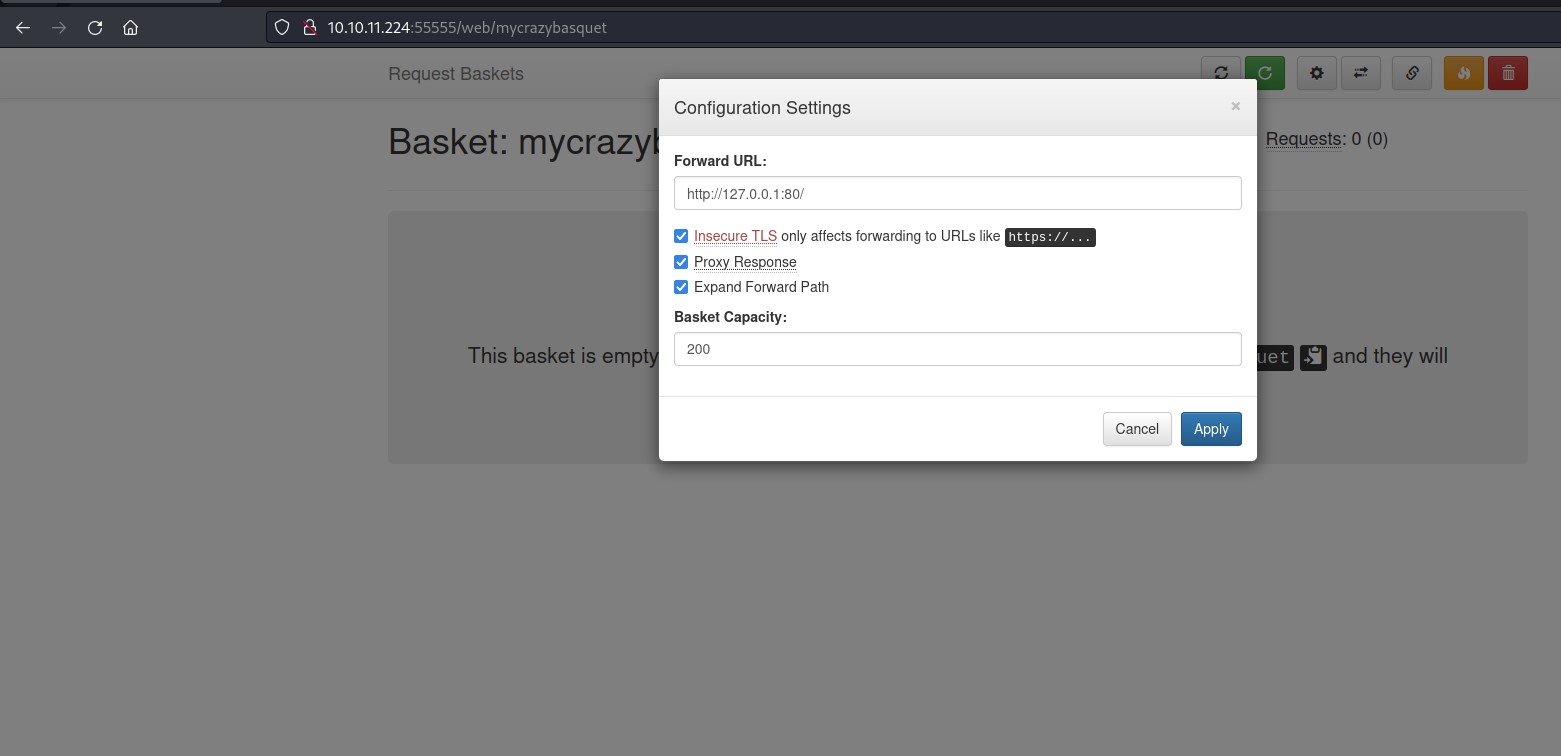 10.10.11.224:55555/web/mycrazybasquet
Request Baskets
Configuration Settings
×
Basket:
Requests: 0 (0)
Forward URL:
http://127.0.0.1:80/
Insecure TLS only affects forwarding to URLs like https://...
Proxy Response
Expand Forward Path
Basket Capacity:
200
This basket is empty
and they will
Cancel
Apply